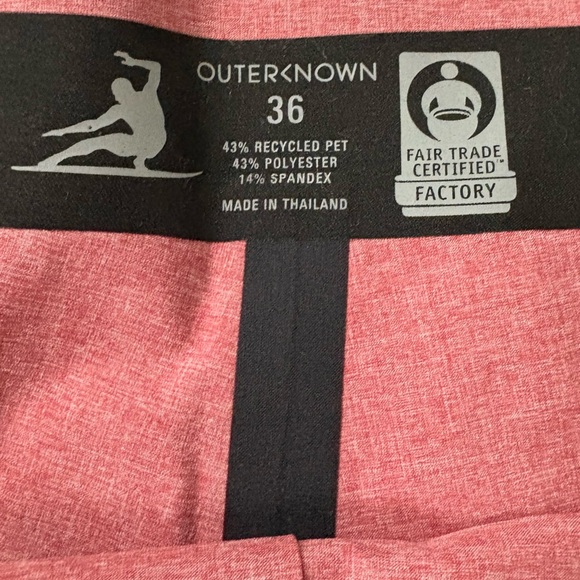 OUTERKNOWN
36
43% RECYCLED PET
43% POLYESTER
14% SPANDEX
MADE IN THAILAND
FAIR TRADE
CERTIFIED™
FACTORY